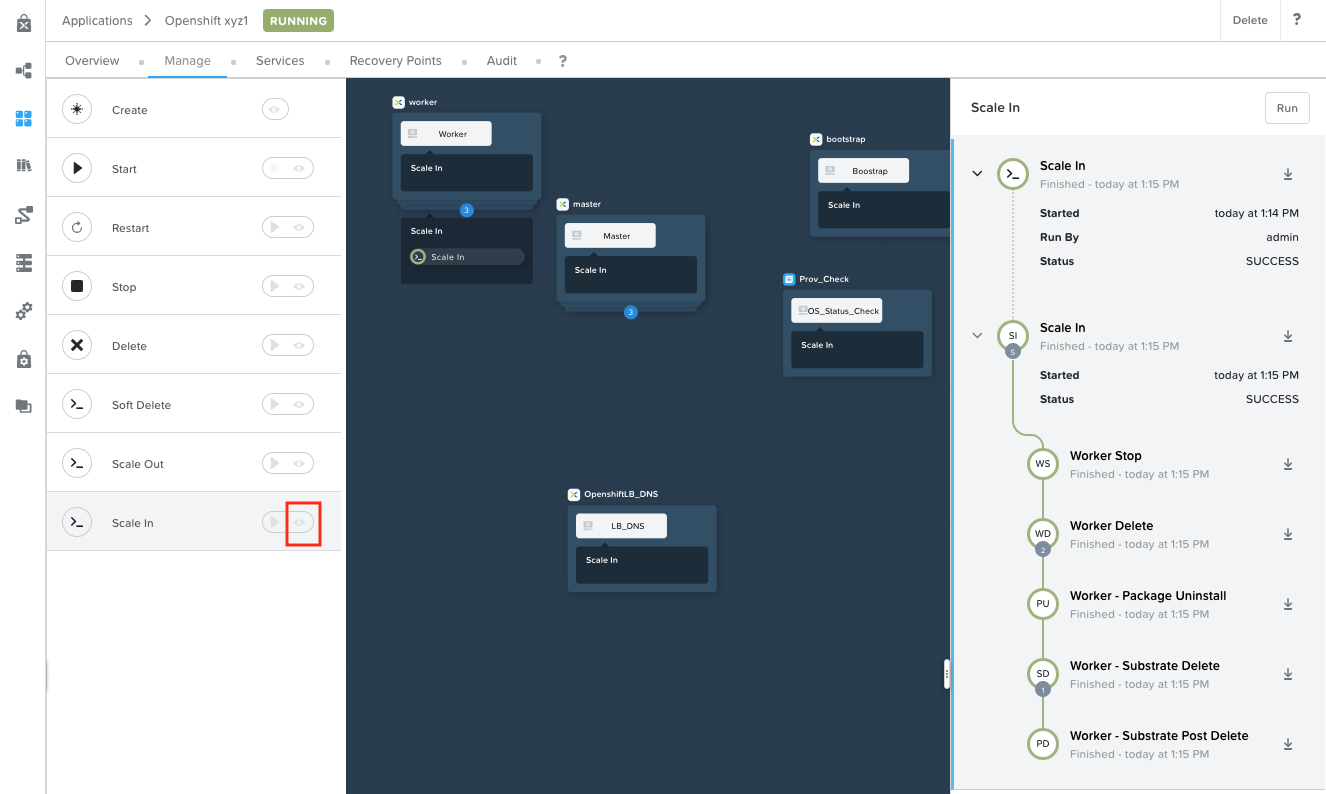 Applications
Openshift xyz1
RUNNING
Delete
?
Overview
Manage
Services
Recovery Points
Audit
?
Create
Start
Restart
Stop
Delete
Soft Delete
Scale Out
Scale In
worker
Worker
Scale In
3
Scale In
Scale In
master
Master
Scale In
3
bootstrap
Boostrap
Scale In
Prov_Check
OS_Status_Check
Scale In
OpenshiftLB_DNS
LB_DNS
Scale In
Scale In
Run
Scale In
Finished - today at 1:15 PM
Started today at 1:14 PM
Run By admin
Status SUCCESS
SI
5
Scale In
Finished - today at 1:15 PM
Started today at 1:15 PM
Status SUCCESS
WS
Worker Stop
Finished - today at 1:15 PM
WD
2
Worker Delete
Finished - today at 1:15 PM
PU
Worker - Package Uninstall
Finished - today at 1:15 PM
SD
1
Worker - Substrate Delete
Finished - today at 1:15 PM
PD
Worker - Substrate Post Delete
Finished - today at 1:15 PM